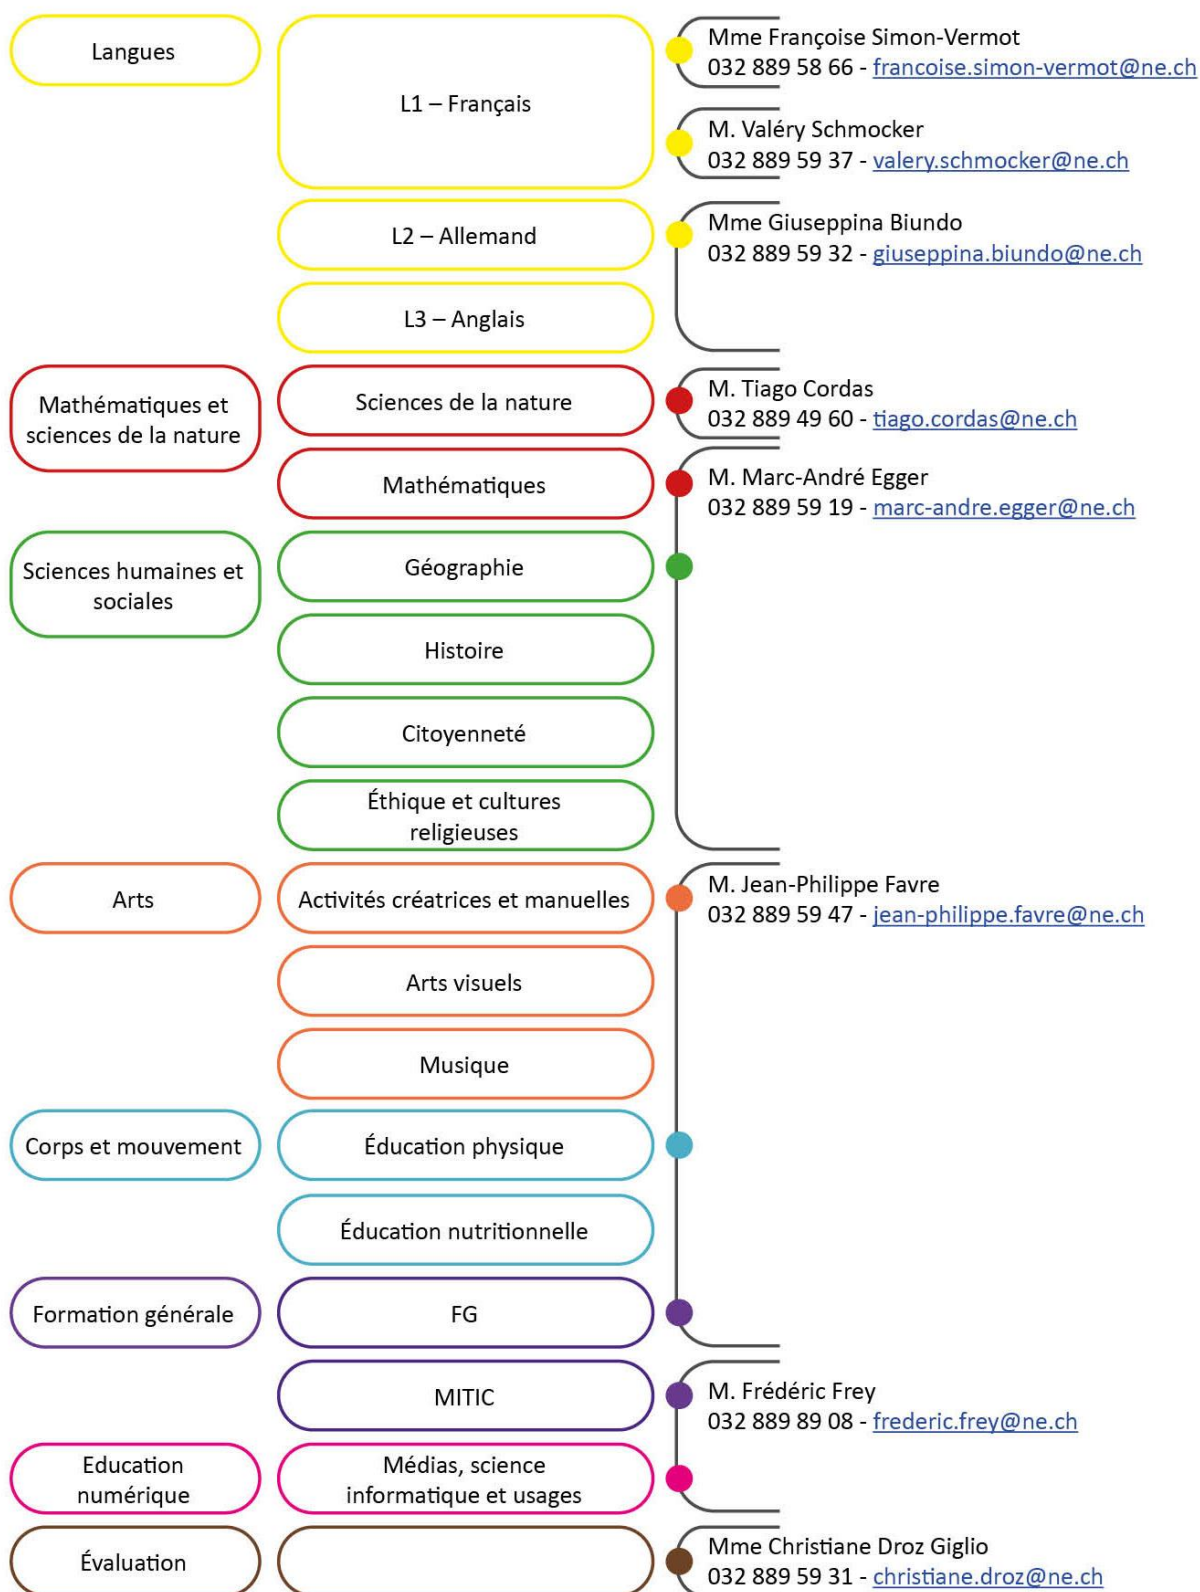 Langues
L1 – Français
Mme Françoise Simon-Vermot
032 889 58 66 - francoise.simon-vermot@ne.ch
M. Valéry Schmocker
032 889 59 37 - valery.schmocker@ne.ch
L2 – Allemand
Mme Giuseppina Biundo
032 889 59 32 - giuseppina.biundo@ne.ch
L3 – Anglais
Mathématiques et
sciences de la nature
Sciences de la nature
M. Tiago Cordas
032 889 49 60 - tiago.cordas@ne.ch
Mathématiques
M. Marc-André Egger
032 889 59 19 - marc-andre.egger@ne.ch
Sciences humaines et
sociales
Géographie
Histoire
Citoyenneté
Éthique et cultures
religieuses
Arts
Activités créatrices et manuelles
M. Jean-Philippe Favre
032 889 59 47 - jean-philippe.favre@ne.ch
Arts visuels
Musique
Corps et mouvement
Éducation physique
Éducation nutritionnelle
Formation générale
FG
MITIC
M. Frédéric Frey
032 889 89 08 - frederic.frey@ne.ch
Education
numérique
Médias, science
informatique et usages
Évaluation
Mme Christiane Droz Giglio
032 889 59 31 - christiane.droz@ne.ch